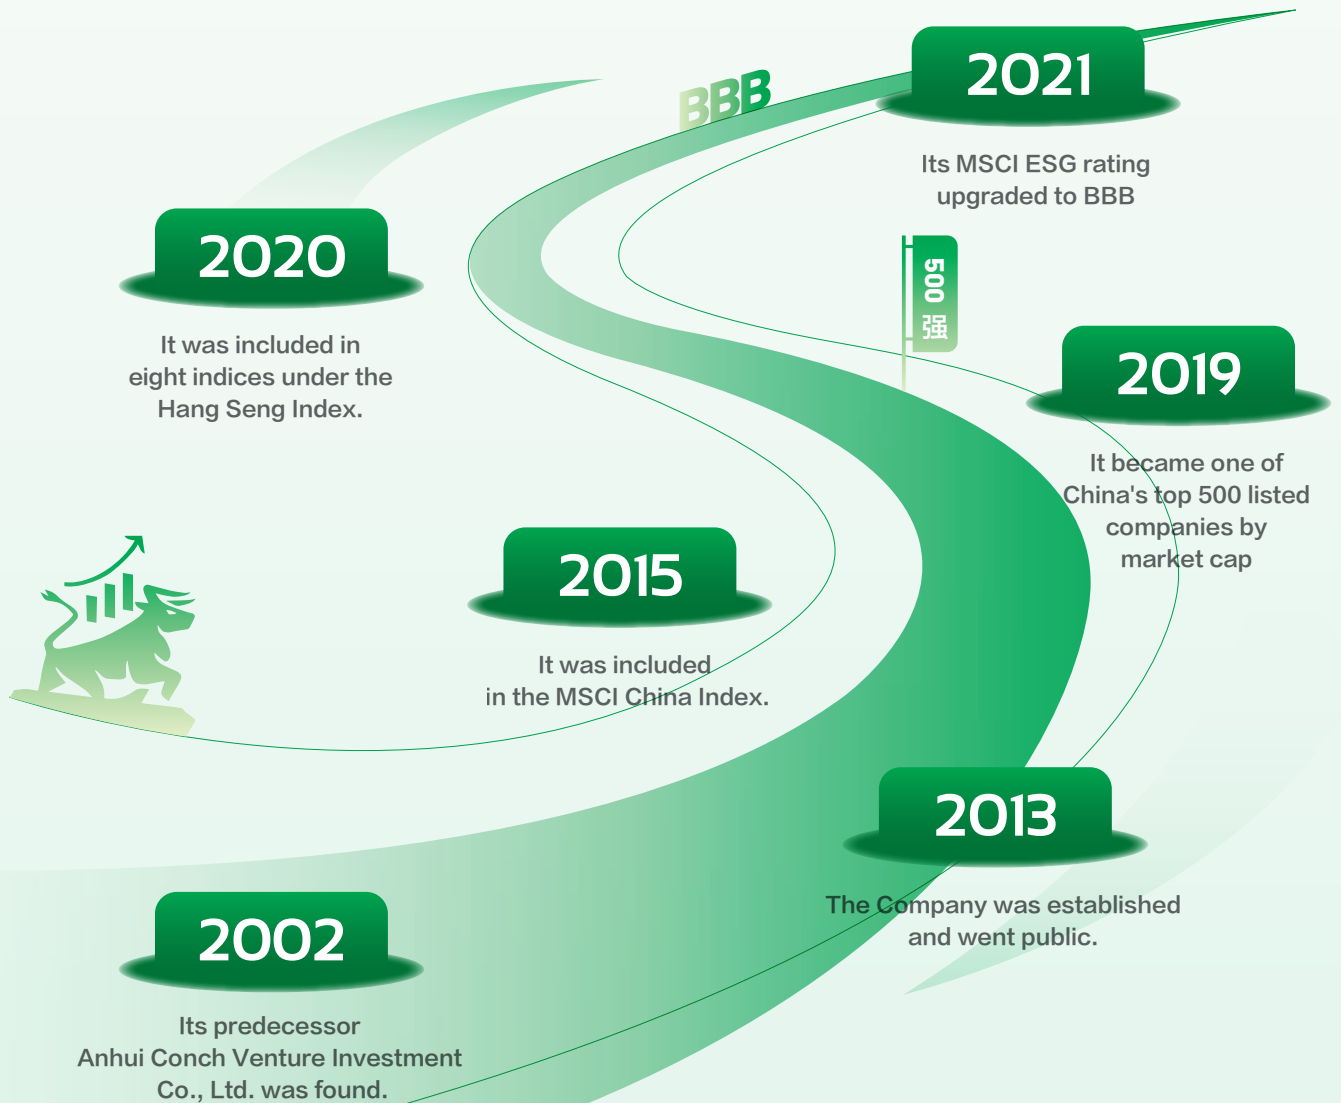 BBB
2021
Its MSCI ESG rating
upgraded to BBB
2020
It was included in
eight indices under the
Hang Seng Index.
500 强
2019
It became one of
China's top 500 listed
companies by
market cap
2015
It was included
in the MSCI China Index.
2013
The Company was established
and went public.
2002
Its predecessor
Anhui Conch Venture Investment
Co., Ltd. was found.